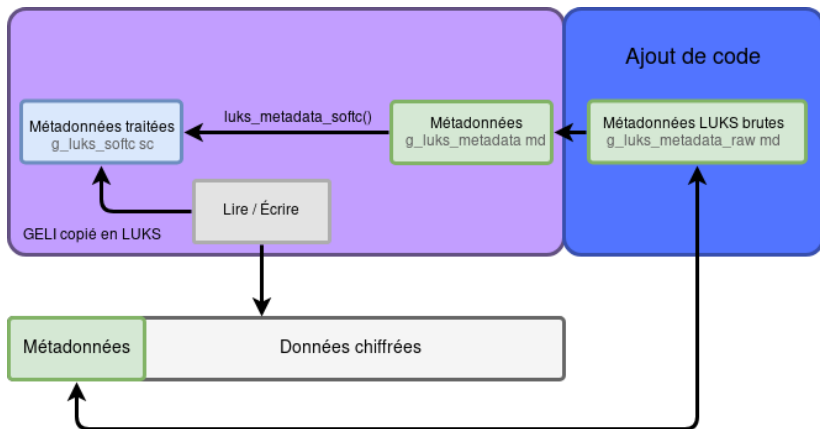 Ajout de code
Métadonnées traitées
g_luks_softc sc
luks_metadata_softc()
Métadonnées
g_luks_metadata md
Métadonnées LUKS brutes
g_luks_metadata_raw md
Lire / Écrire
GELI copié en LUKS
Métadonnées
Données chiffrées